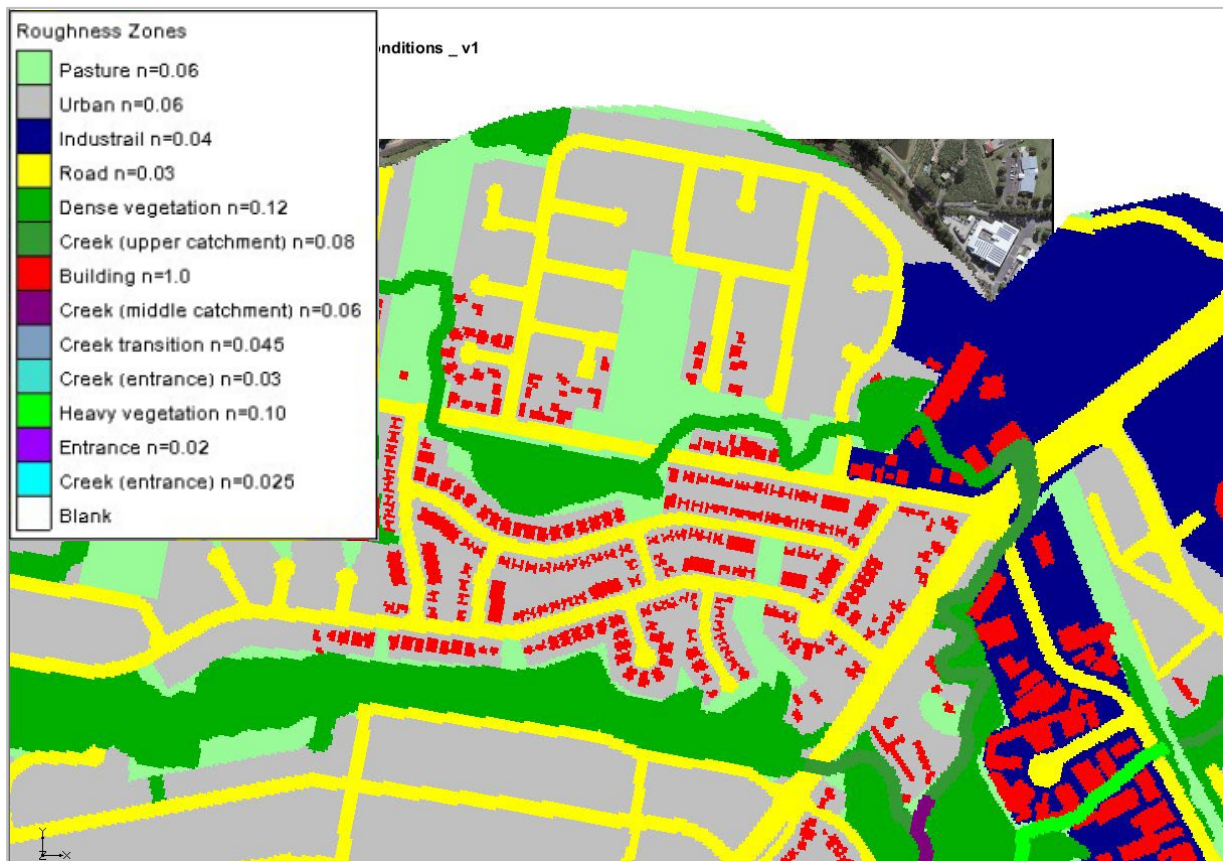 Roughness Zones
nditions _ v1
Pasture n=0.06
Urban n=0.06
Industrail n=0.04
Road n=0.03
Dense vegetation n=0.12
Creek (upper catchment) n=0.08
Building n=1.0
Creek (middle catchment) n=0.06
Creek transition n=0.045
Creek (entrance) n=0.03
Heavy vegetation n=0.10
Entrance n=0.02
Creek (entrance) n=0.025
Blank
Y
Z X